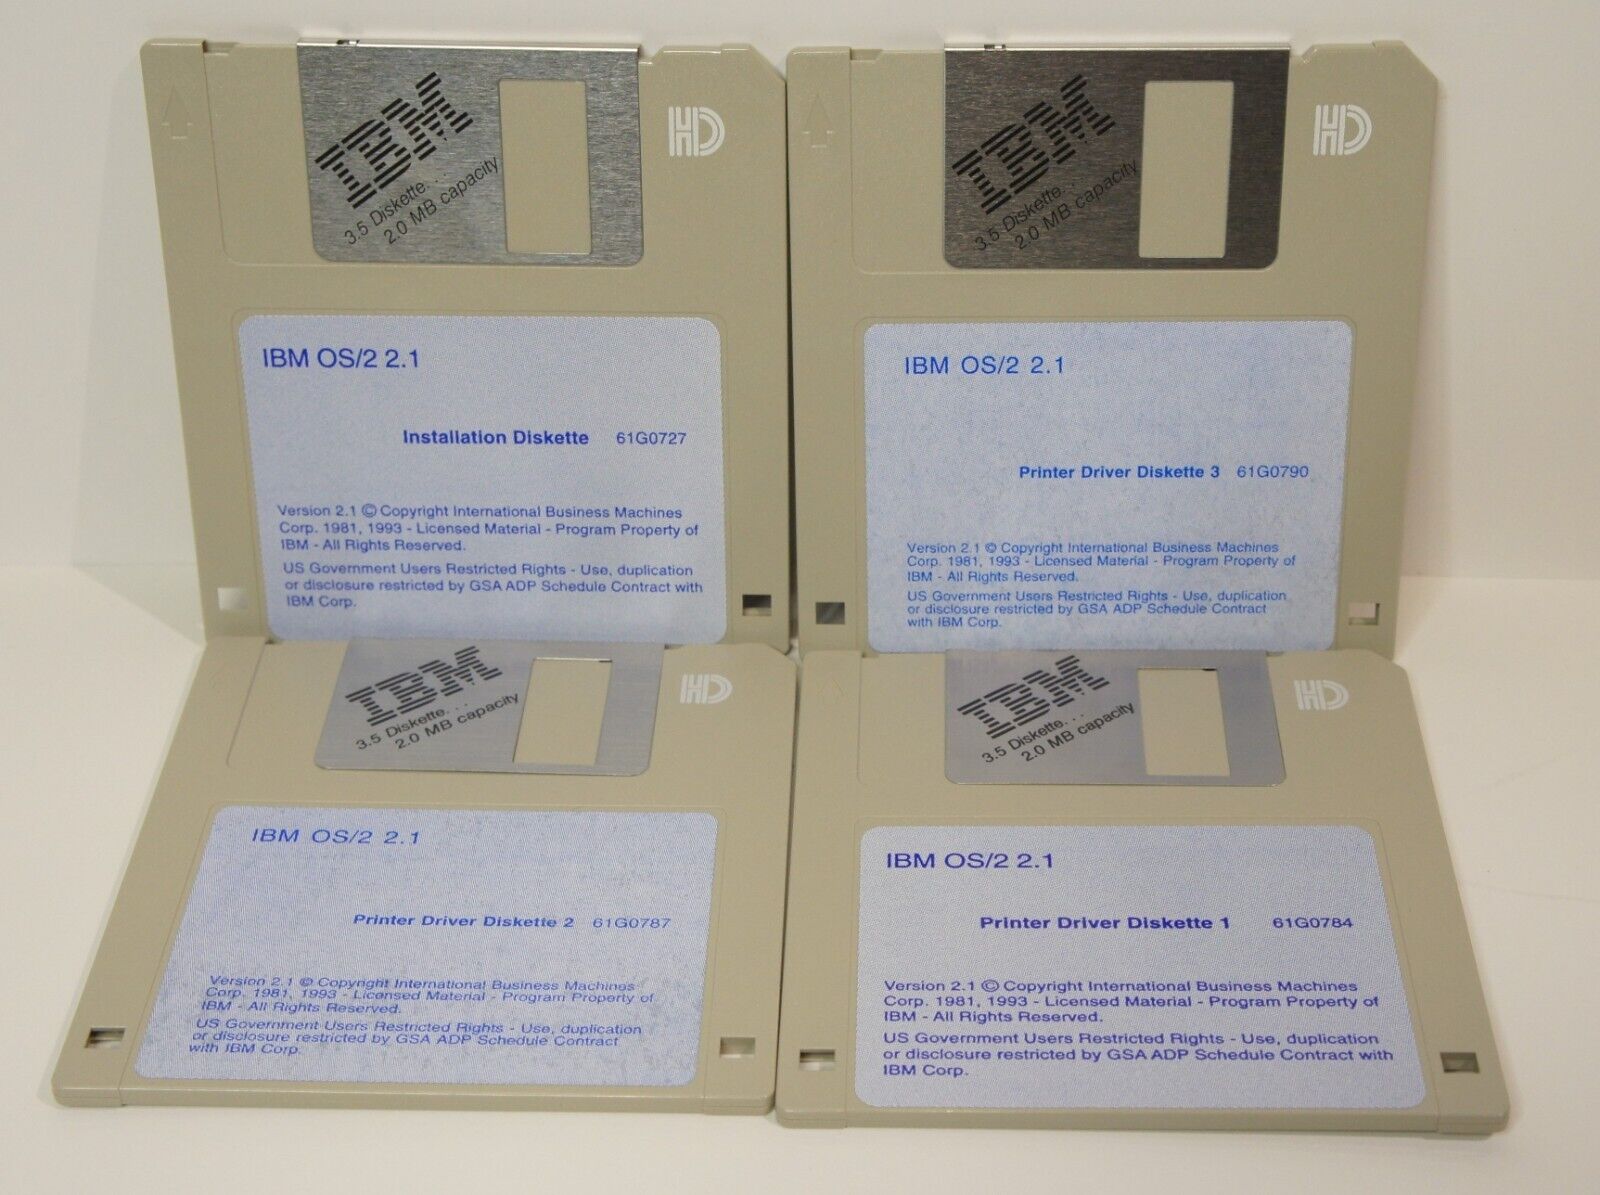 IBM
3.5 Diskette. . .
2.0 MB capacity
HD
IBM OS/2 2.1
Installation Diskette 61G0727
Version 2.1 © Copyright International Business Machines
Corp. 1981, 1993 - Licensed Material - Program Property of
IBM - All Rights Reserved.
US Government Users Restricted Rights - Use, duplication
or disclosure restricted by GSA ADP Schedule Contract with
IBM Corp.
IBM
3.5 Diskette. . .
2.0 MB capacity
HD
IBM OS/2 2.1
Printer Driver Diskette 3 61G0790
Version 2.1 © Copyright International Business Machines
Corp. 1981, 1993 - Licensed Material - Program Property of
IBM - All Rights Reserved.
US Government Users Restricted Rights - Use, duplication
or disclosure restricted by GSA ADP Schedule Contract
with IBM Corp.
IBM
3.5 Diskette. . .
2.0 MB capacity
HD
IBM OS/2 2.1
Printer Driver Diskette 2 61G0787
Version 2.1 © Copyright International Business Machines
Corp. 1981, 1993 - Licensed Material - Program Property of
IBM - All Rights Reserved.
US Government Users Restricted Rights - Use, duplication
or disclosure restricted by GSA ADP Schedule Contract
with IBM Corp.
IBM
3.5 Diskette. . .
2.0 MB capacity
HD
IBM OS/2 2.1
Printer Driver Diskette 1 61G0784
Version 2.1 © Copyright International Business Machines
Corp. 1981, 1993 - Licensed Material - Program Property of
IBM - All Rights Reserved.
US Government Users Restricted Rights - Use, duplication
or disclosure restricted by GSA ADP Schedule Contract with
IBM Corp.